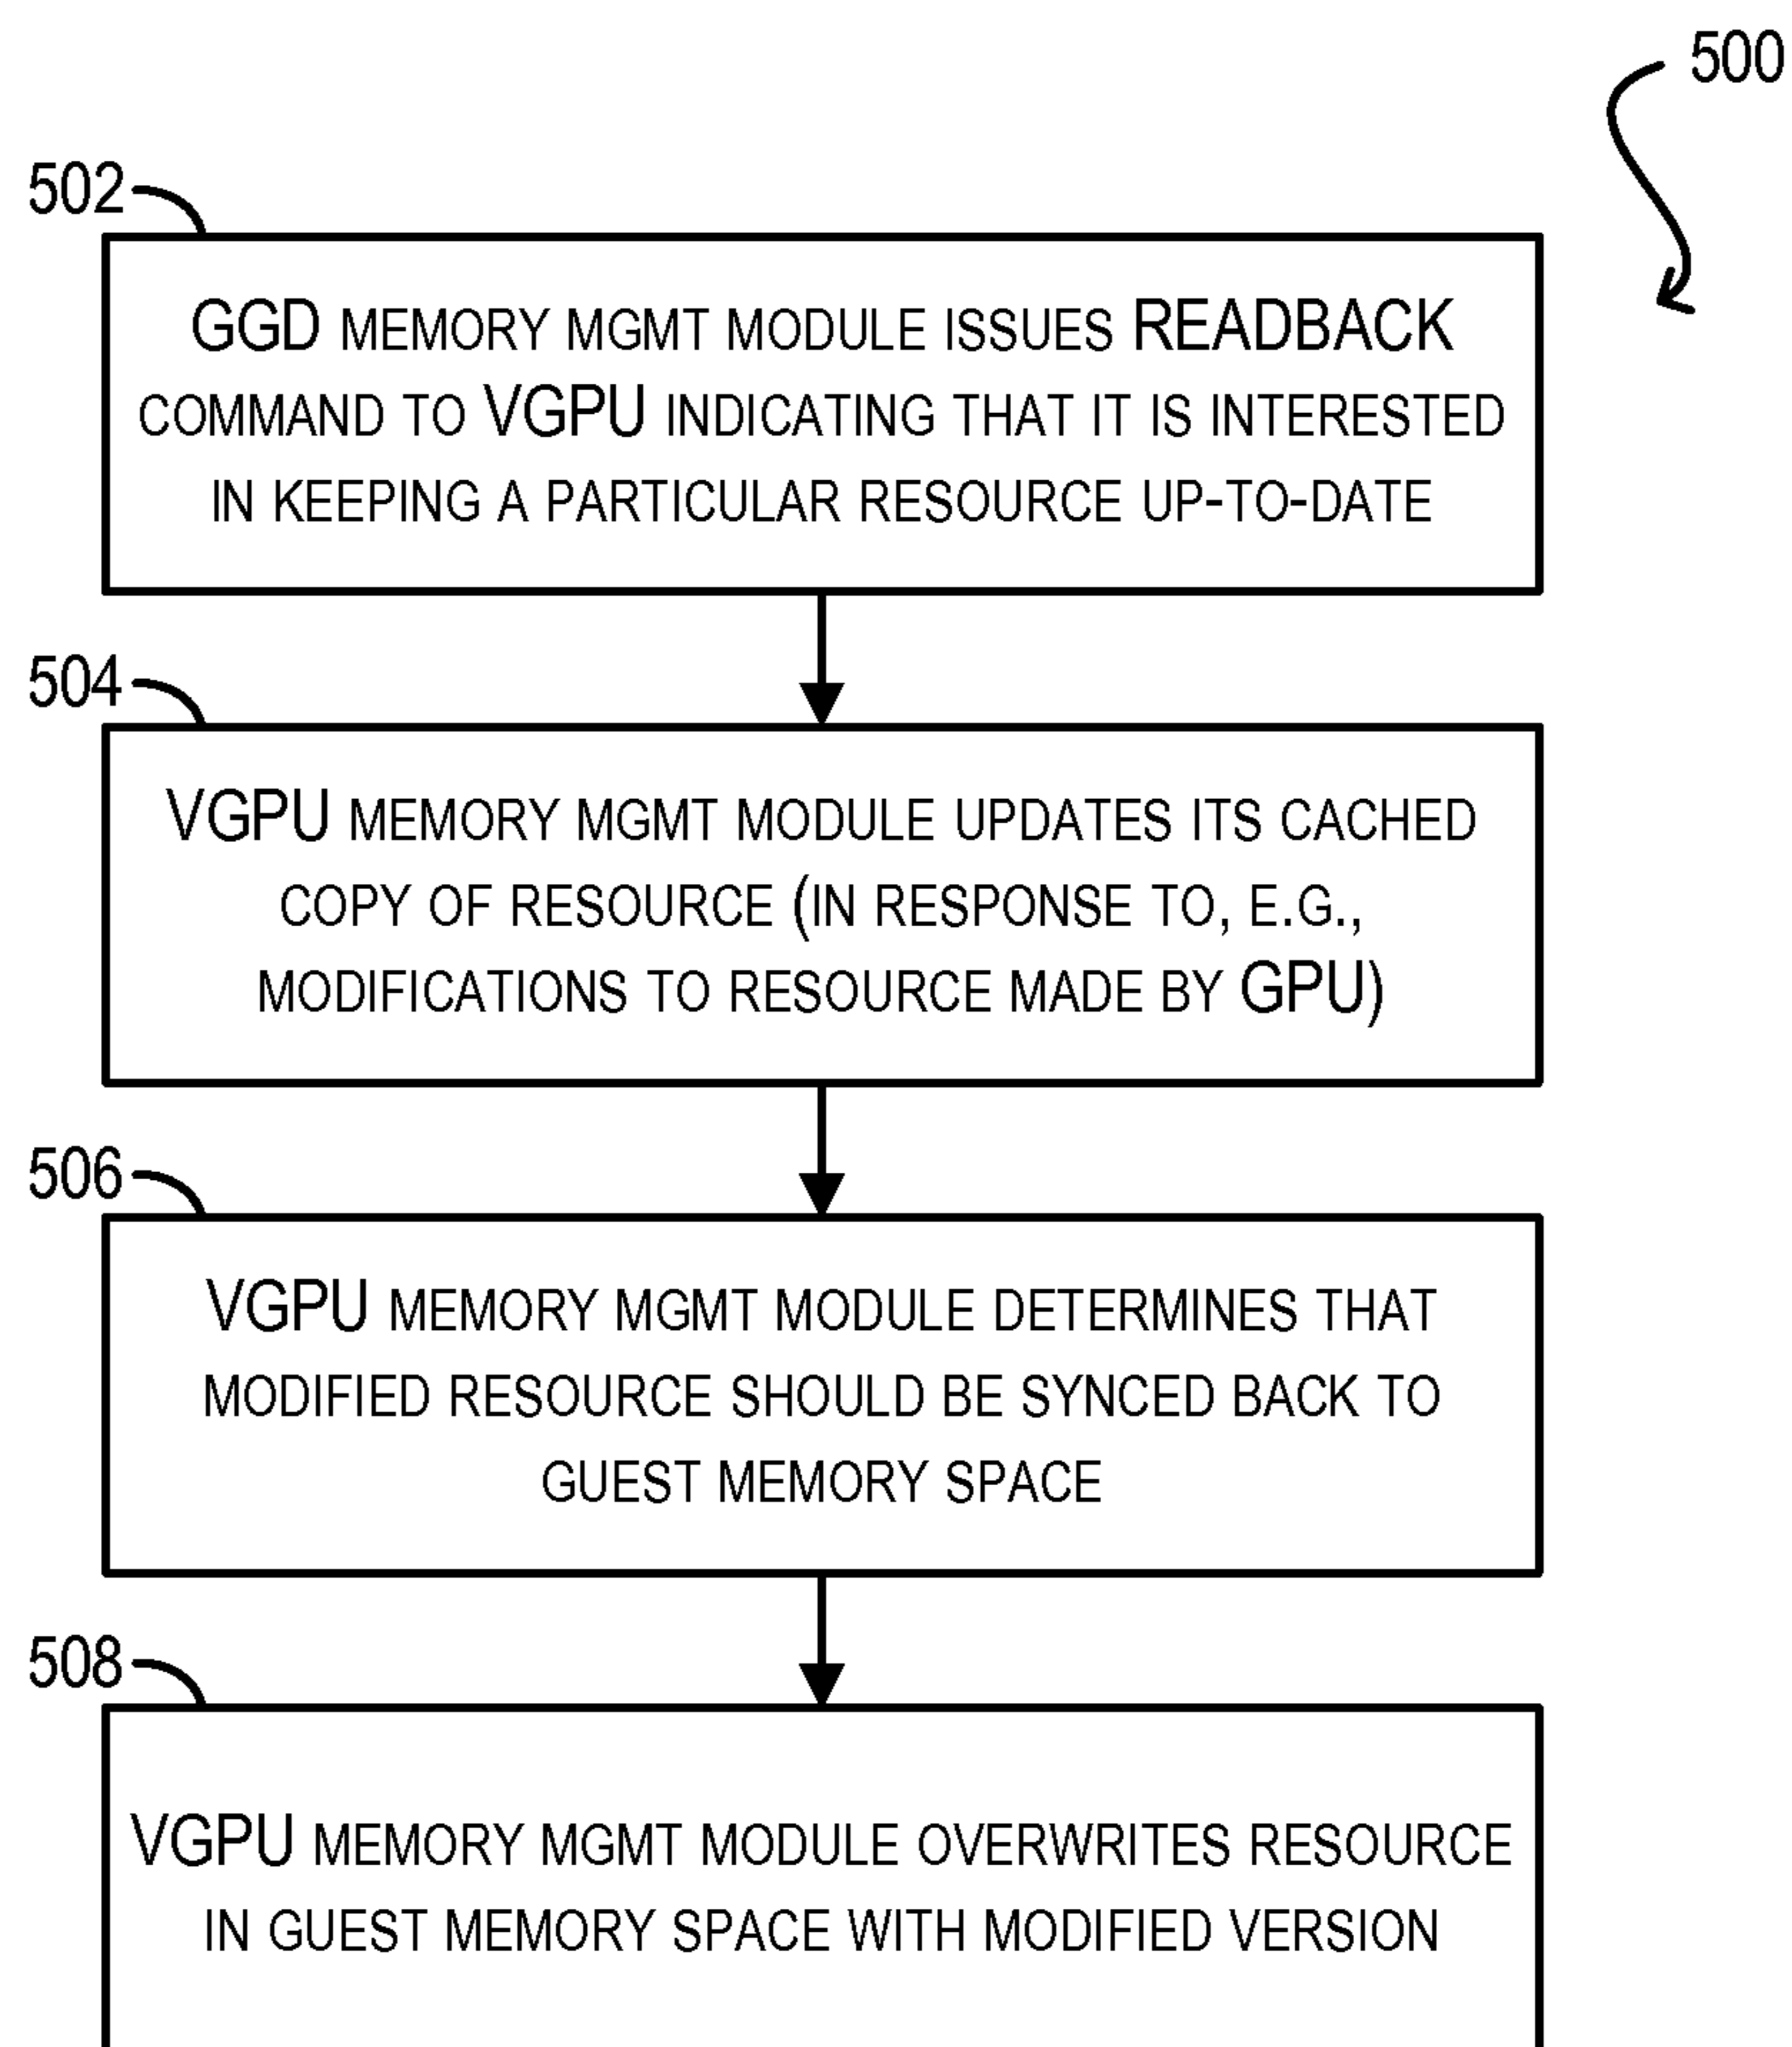 500
502
GGD MEMORY MGMT MODULE ISSUES READBACK
COMMAND TO VGPU INDICATING THAT IT IS INTERESTED
IN KEEPING A PARTICULAR RESOURCE UP-TO-DATE
504
VGPU MEMORY MGMT MODULE UPDATES ITS CACHED
COPY OF RESOURCE (IN RESPONSE TO, E.G.,
MODIFICATIONS TO RESOURCE MADE BY GPU)
506
VGPU MEMORY MGMT MODULE DETERMINES THAT
MODIFIED RESOURCE SHOULD BE SYNCED BACK TO
GUEST MEMORY SPACE
508
VGPU MEMORY MGMT MODULE OVERWRITES RESOURCE
IN GUEST MEMORY SPACE WITH MODIFIED VERSION